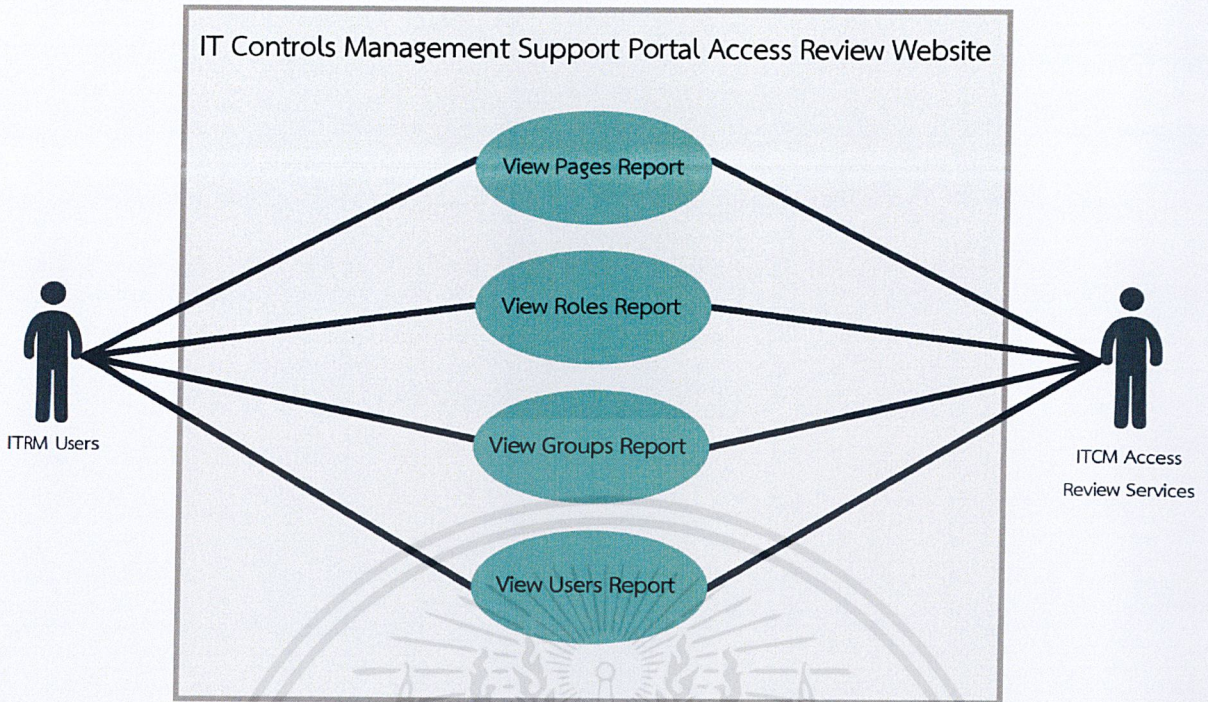 IT Controls Management Support Portal Access Review Website
View Pages Report
View Roles Report
View Groups Report
View Users Report
ITRM Users
ITCM Access
Review Services